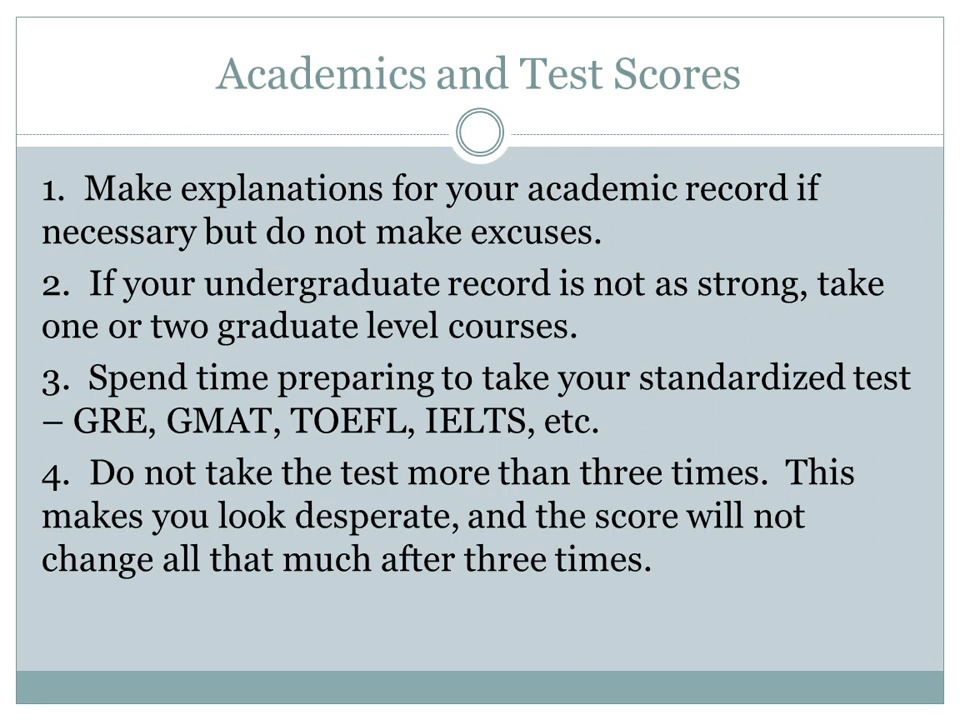 Academics and Test Scores
1. Make explanations for your academic record if
necessary but do not make excuses.
2. If your undergraduate record is not as strong, take
one or two graduate level courses.
3. Spend time preparing to take your standardized test
– GRE, GMAT, TOEFL, IELTS, etc.
4. Do not take the test more than three times. This
makes you look desperate, and the score will not
change all that much after three times.